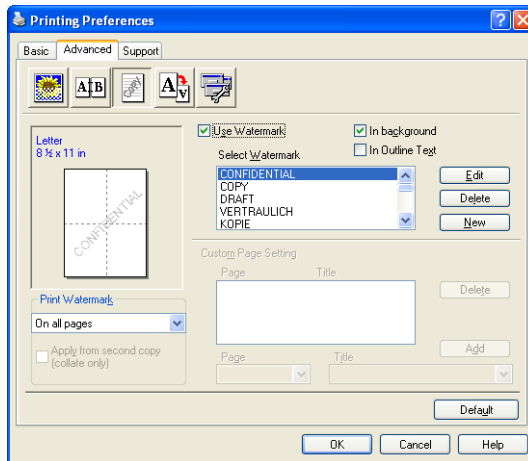 Printing Preferences
Basic Advanced Support
A B
COPY
A A
Letter
8 ½ x 11 in
CONFIDENTIAL
Use Watermark
In background
In Outline Text
Select Watermark
CONFIDENTIAL
COPY
DRAFT
VERTRAULICH
KOPIE
Edit
Delete
New
Print Watermark
On all pages
Apply from second copy
(collate only)
Custom Page Setting
Page Title
Delete
Add
Page Title
Default
OK Cancel Help